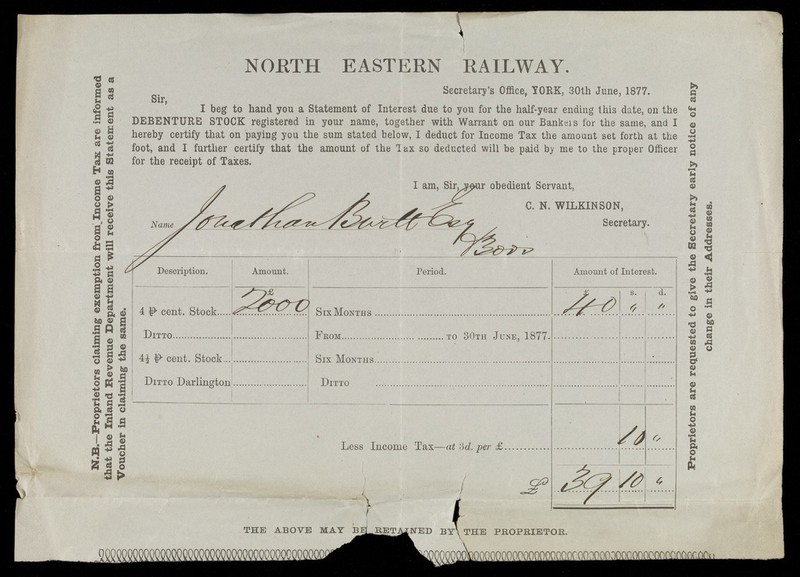 NORTH EASTERN RAILWAY.
Secretary's Office, YORK, 30th June, 1877.
Sir,
I beg to hand you a Statement of Interest due to you for the half-year ending this date, on the
DEBENTURE STOCK registered in your name, together with Warrant on our Bankers for the same, and I
hereby certify that on paying you the sum stated below, I deduct for Income Tax the amount set forth at the
foot, and I further certify that the amount of the Tax so deducted will be paid by me to the proper Officer
for the receipt of Taxes.
I am, Sir, your obedient Servant,
C. N. WILKINSON,
Secretary.
Name Jonathan Burtt Esq
Description. Amount. Period. Amount of Interest.
£ £ s. d.
4 ⅌ cent. Stock.... 2000 Six Months 40 " "
Ditto From to 30th June, 1877.
4½ ⅌ cent. Stock... Six Months
Ditto Darlington Ditto
Less Income Tax—at 3d. per £ 10 "
£ 39 10 "
THE ABOVE MAY BE RETAINED BY THE PROPRIETOR.
N.B.—Proprietors claiming exemption from Income Tax are informed
that the Inland Revenue Department will receive this Statement as a
Voucher in claiming the same.
Proprietors are requested to give the Secretary early notice of any
change in their Addresses.